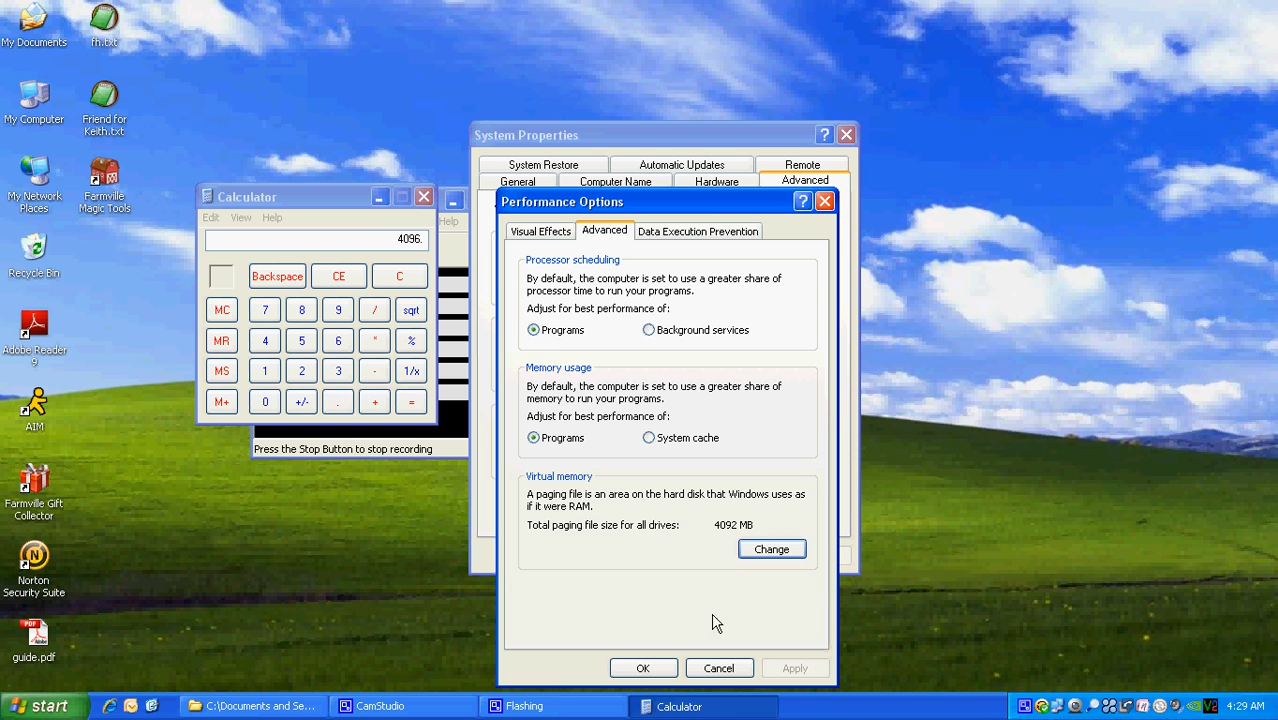 My Documents
fh.txt
My Computer
Friend for
Keith.txt
My Network
Places
Farmville
Magic Tools
Recycle Bin
Adobe Reader
9
AIM
Farmville Gift
Collector
Norton
Security Suite
guide.pdf
Calculator
Edit View Help
4096.
Backspace CE C
MC 7 8 9 / sqrt
MR 4 5 6 * %
MS 1 2 3 - 1/x
M+ 0 +/- . + =
Help
Press the Stop Button to stop recording
System Properties
System Restore Automatic Updates Remote
General Computer Name Hardware Advanced
Performance Options
Visual Effects Advanced Data Execution Prevention
Processor scheduling
By default, the computer is set to use a greater share of
processor time to run your programs.
Adjust for best performance of:
Programs Background services
Memory usage
By default, the computer is set to use a greater share of
memory to run your programs.
Adjust for best performance of:
Programs System cache
Virtual memory
A paging file is an area on the hard disk that Windows uses as
if it were RAM.
Total paging file size for all drives: 4092 MB
Change
OK Cancel Apply
start
C:\Documents and Se...
CamStudio
Flashing
Calculator
V2
4:29 AM